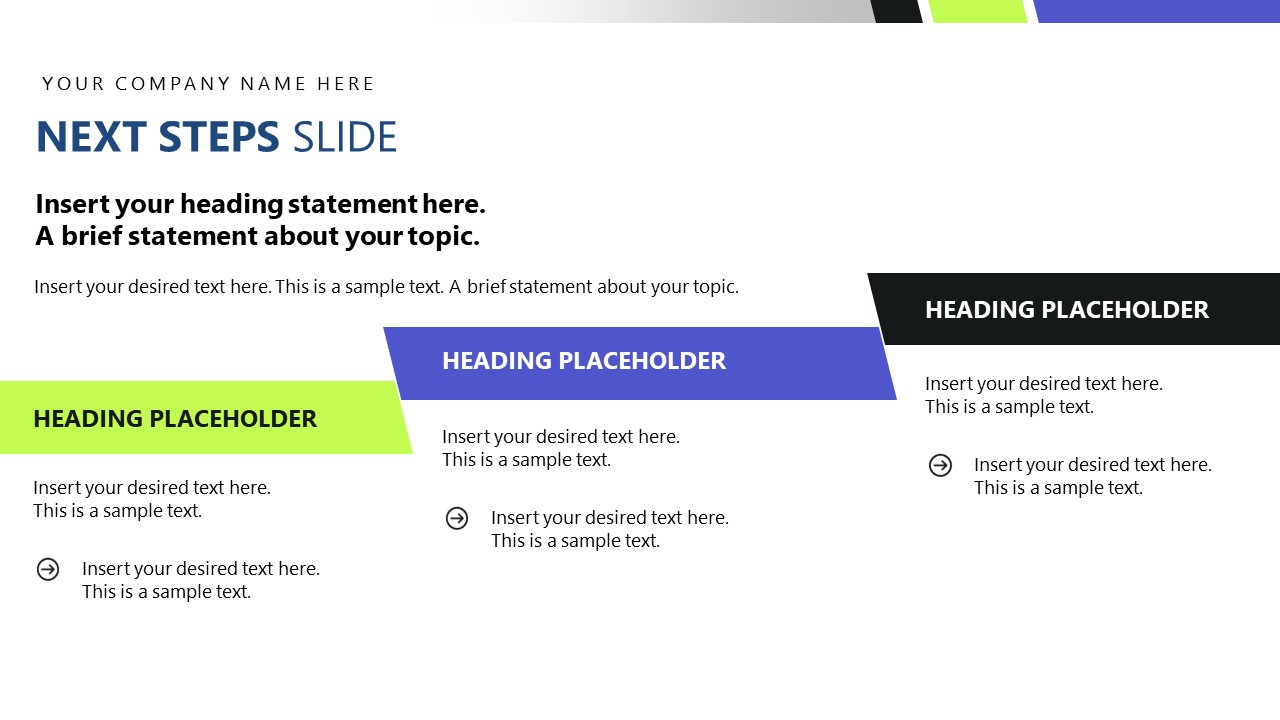 YOUR COMPANY NAME HERE
NEXT STEPS SLIDE
Insert your heading statement here.
A brief statement about your topic.
Insert your desired text here. This is a sample text. A brief statement about your topic.
HEADING PLACEHOLDER
Insert your desired text here.
This is a sample text.
Insert your desired text here.
This is a sample text.
HEADING PLACEHOLDER
Insert your desired text here.
This is a sample text.
Insert your desired text here.
This is a sample text.
HEADING PLACEHOLDER
Insert your desired text here.
This is a sample text.
Insert your desired text here.
This is a sample text.